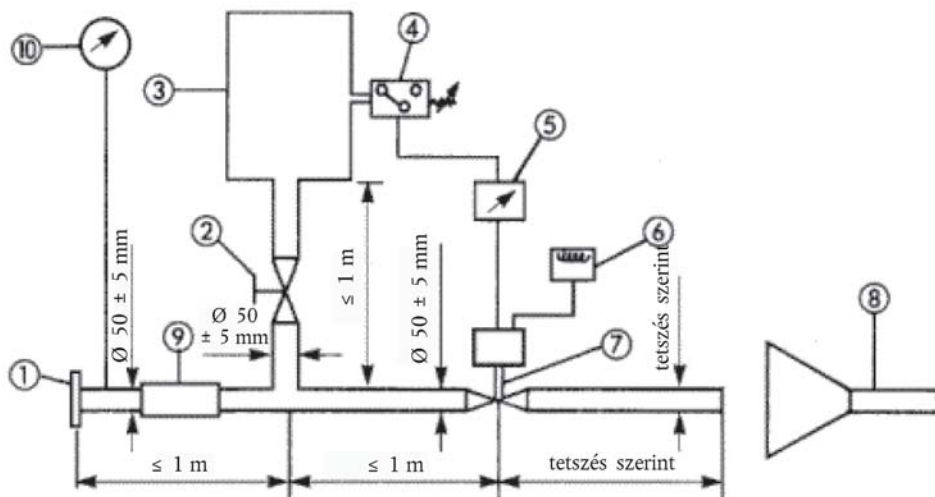 ⑩
④
③
⑤
②
⑥
Ø 50 ± 5 mm
≤ 1 m
Ø 50 ± 5 mm
tetszés szerint
Ø 50
± 5 mm
⑨
⑦
⑧
①
≤ 1 m
≤ 1 m
tetszés szerint